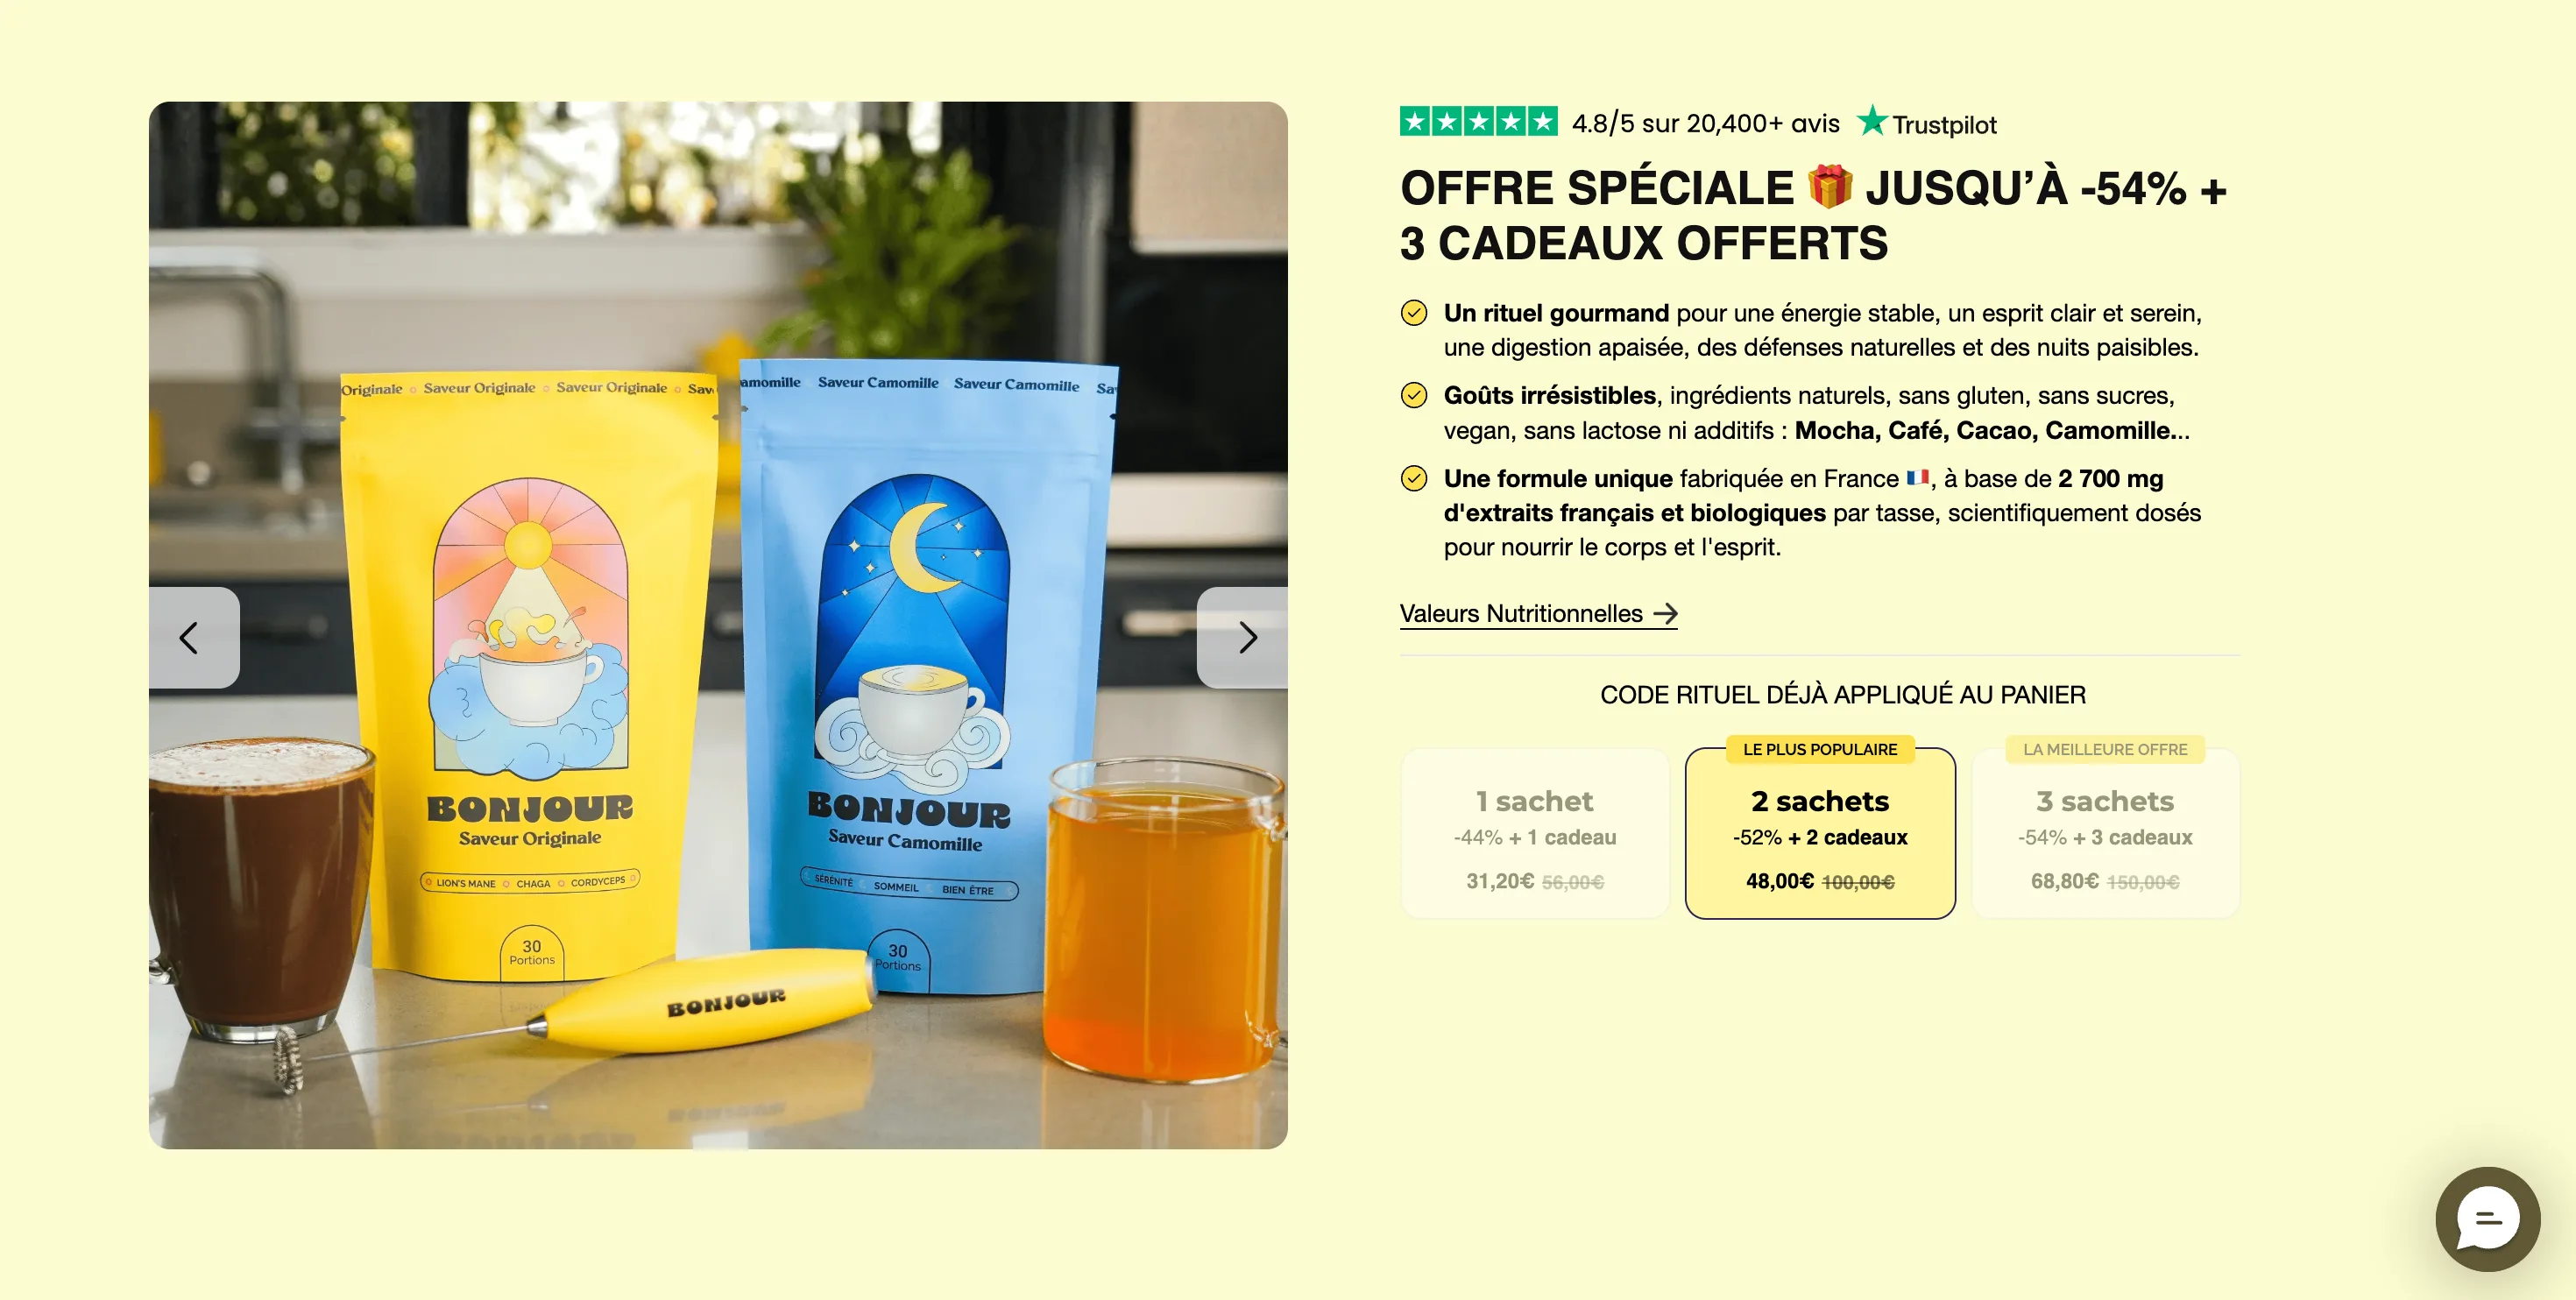 Originale Saveur Originale Saveur Originale Sav
amomille Saveur Camomille Saveur Camomille Sa
BONJOUR
Saveur Originale
LION'S MANE CHAGA CORDYCEPS
30
Portions
BONJOUR
Saveur Camomille
SÉRÉNITÉ SOMMEIL BIEN ÊTRE
30
Portions
BONJOUR
4.8/5 sur 20,400+ avis Trustpilot
OFFRE SPÉCIALE 🎁 JUSQU’À -54% +
3 CADEAUX OFFERTS
Un rituel gourmand pour une énergie stable, un esprit clair et serein,
une digestion apaisée, des défenses naturelles et des nuits paisibles.
Goûts irrésistibles, ingrédients naturels, sans gluten, sans sucres,
vegan, sans lactose ni additifs : Mocha, Café, Cacao, Camomille...
Une formule unique fabriquée en France 🇫🇷, à base de 2 700 mg
d'extraits français et biologiques par tasse, scientifiquement dosés
pour nourrir le corps et l'esprit.
Valeurs Nutritionnelles →
CODE RITUEL DÉJÀ APPLIQUÉ AU PANIER
1 sachet
-44% + 1 cadeau
31,20€ 56,00€
LE PLUS POPULAIRE
2 sachets
-52% + 2 cadeaux
48,00€ 100,00€
LA MEILLEURE OFFRE
3 sachets
-54% + 3 cadeaux
68,80€ 150,00€